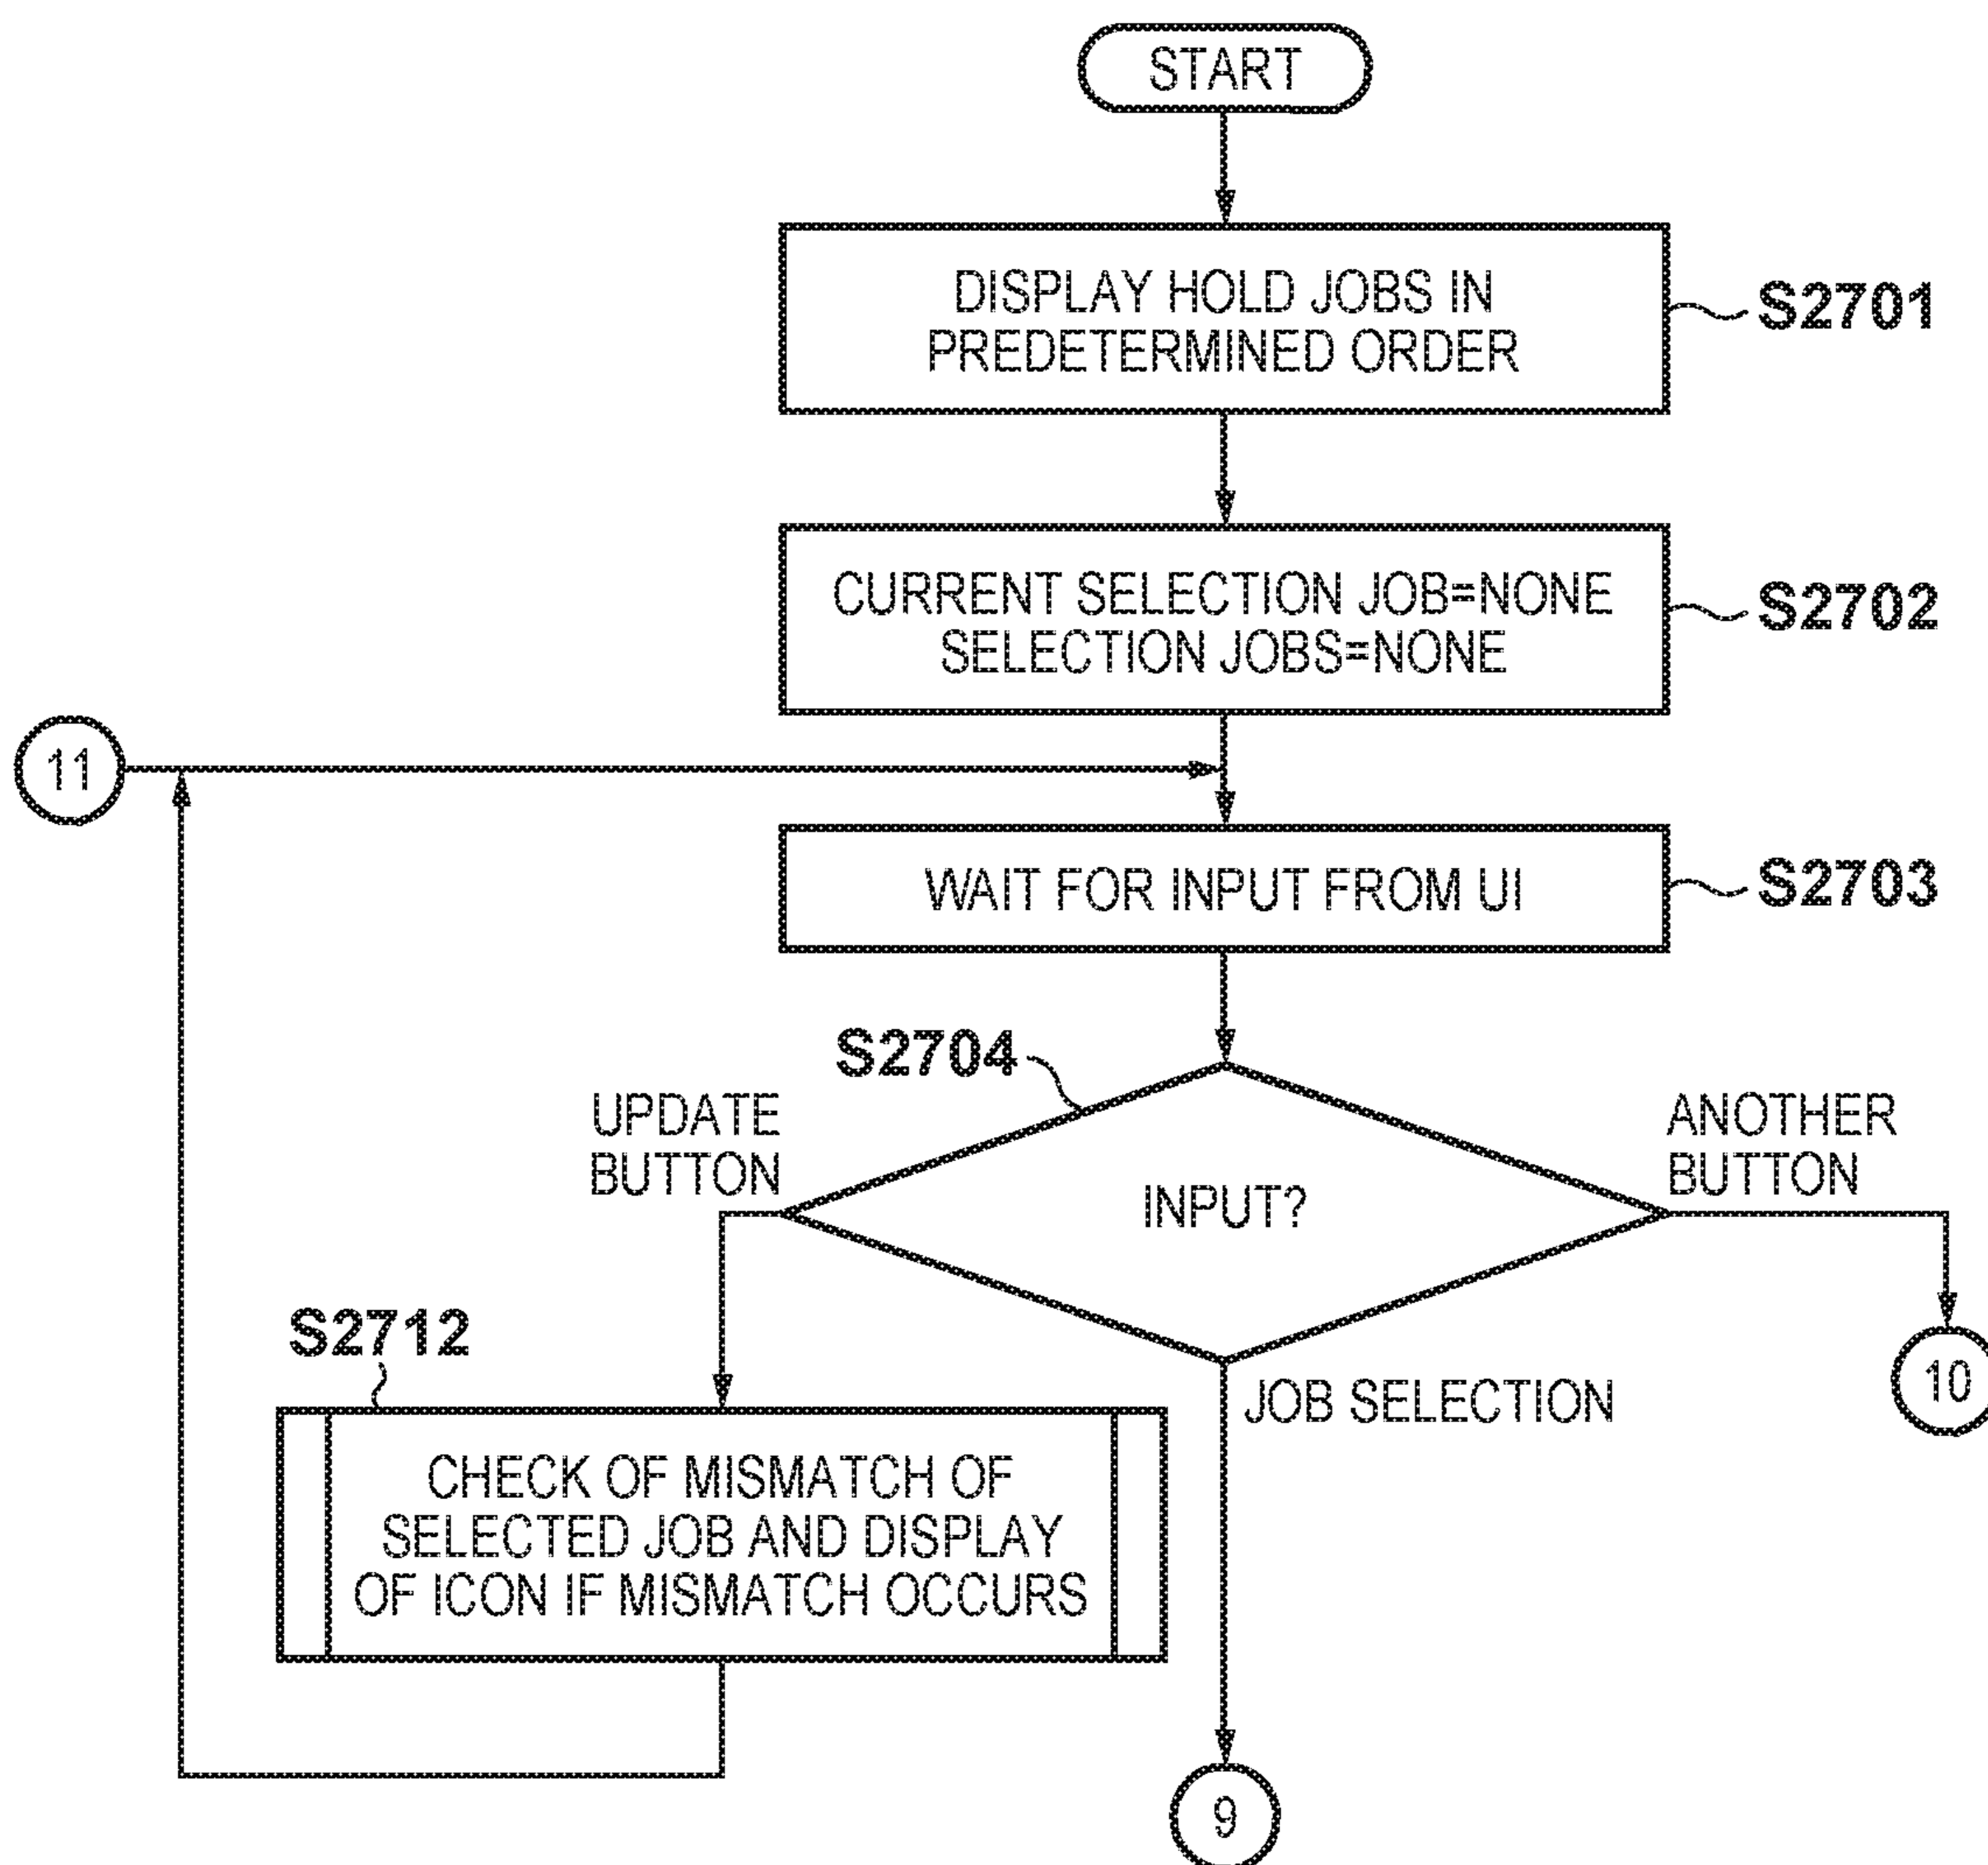 START
DISPLAY HOLD JOBS IN
PREDETERMINED ORDER
S2701
CURRENT SELECTION JOB=NONE
SELECTION JOBS=NONE
S2702
11
WAIT FOR INPUT FROM UI
S2703
S2704
UPDATE
BUTTON
INPUT?
ANOTHER
BUTTON
S2712
JOB SELECTION
10
CHECK OF MISMATCH OF
SELECTED JOB AND DISPLAY
OF ICON IF MISMATCH OCCURS
9